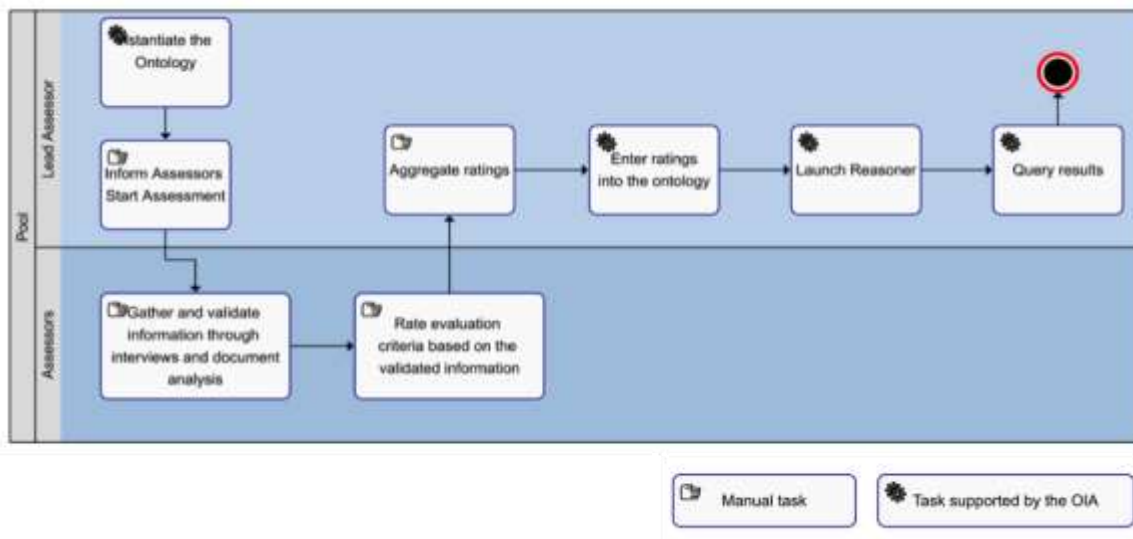 Pool
Lead Assessor
Instantiate the
Ontology
Inform Assessors
Start Assessment
Aggregate ratings
Enter ratings
into the ontology
Launch Reasoner
Query results
Assessors
Gather and validate
information through
interviews and document
analysis
Rate evaluation
criteria based on the
validated information
Manual task
Task supported by the OIA